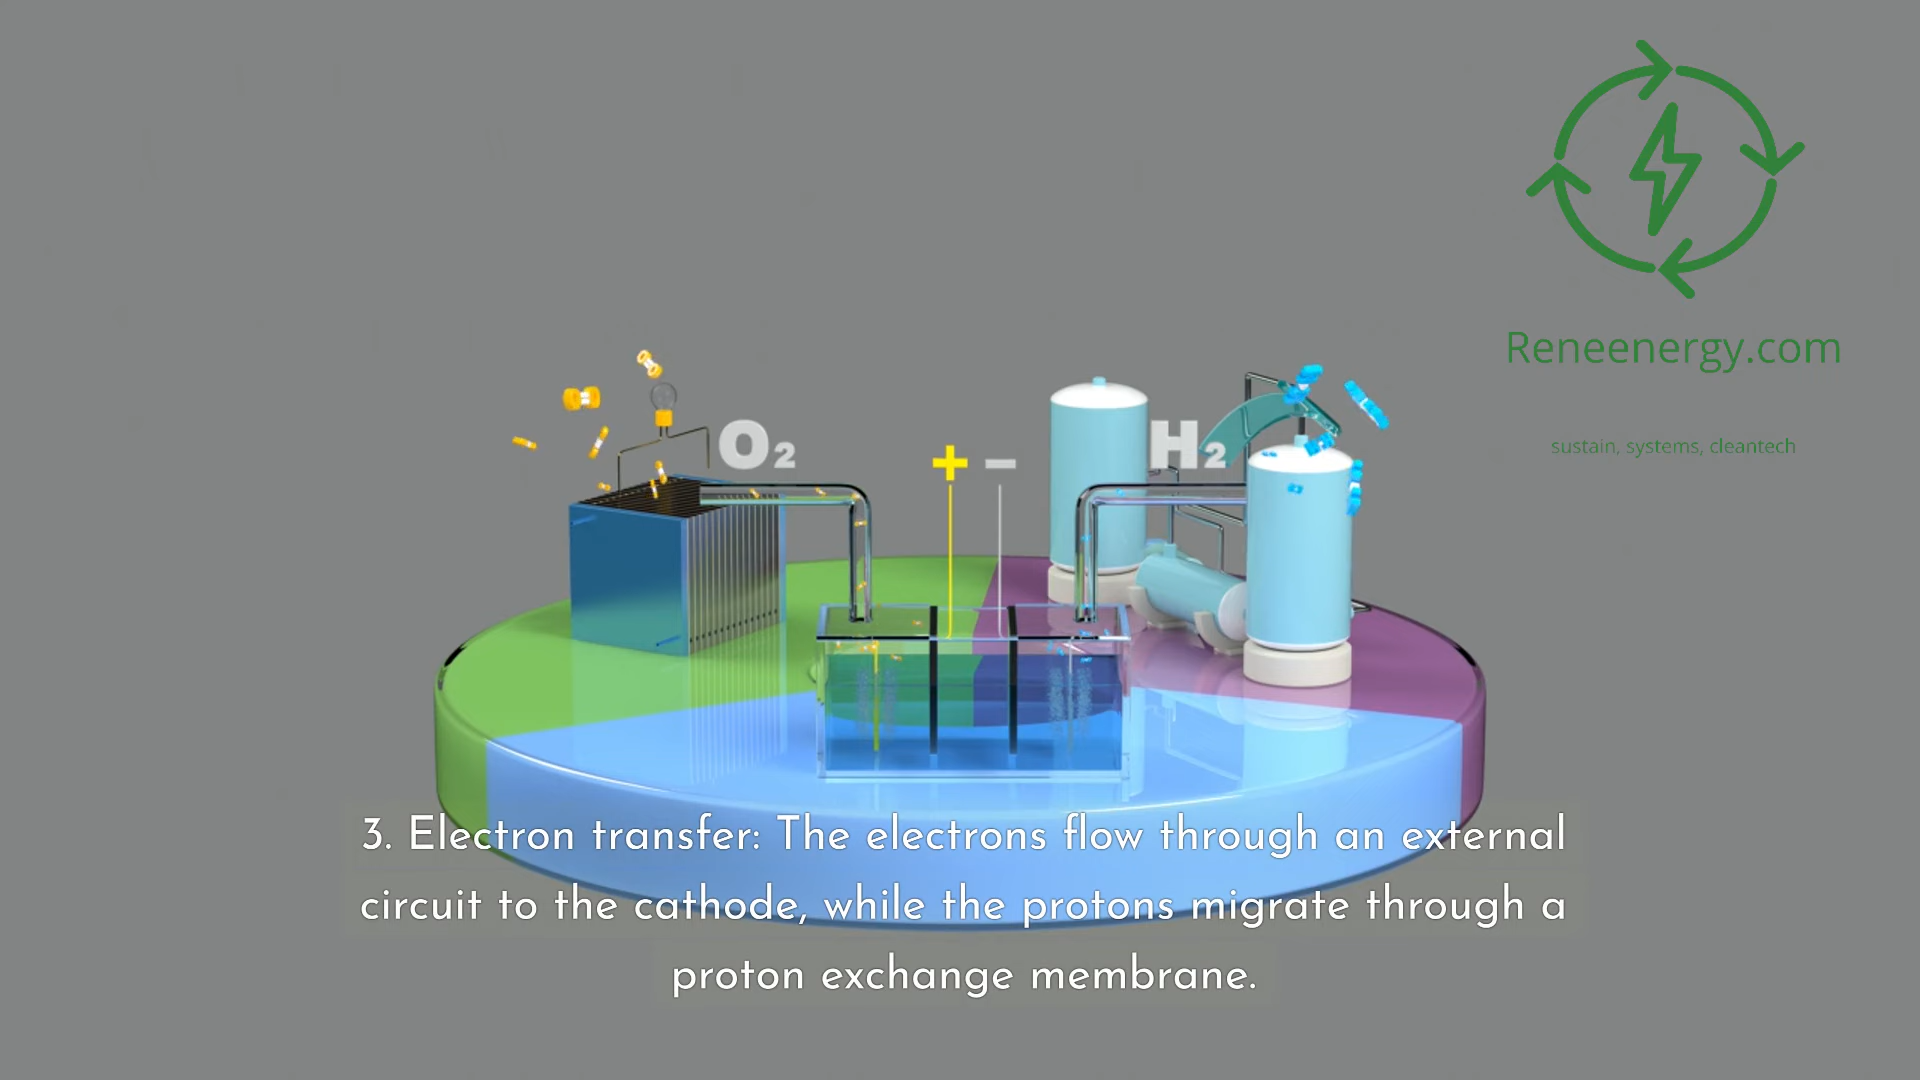 Reneenergy.com
sustain, systems, cleantech
O₂
+ −
H₂
3. Electron transfer: The electrons flow through an external
circuit to the cathode, while the protons migrate through a
proton exchange membrane.